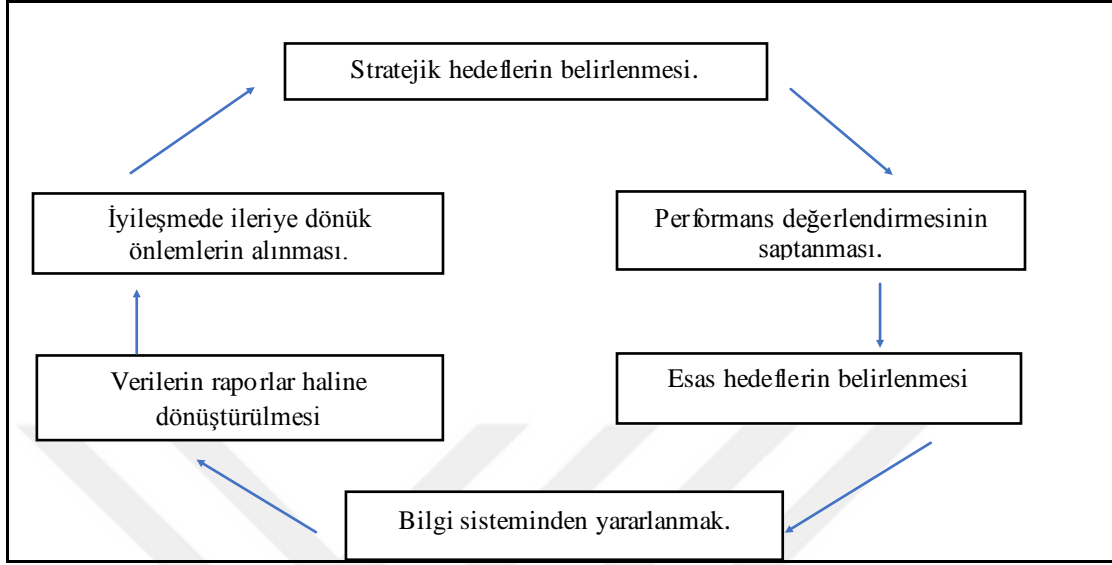 Stratejik hedeflerin belirlenmesi.
İyileşmede ileriye dönük
önlemlerin alınması.
Performans değerlendirmesinin
saptanması.
Verilerin raporlar haline
dönüştürülmesi
Esas hedeflerin belirlenmesi
Bilgi sisteminden yararlanmak.